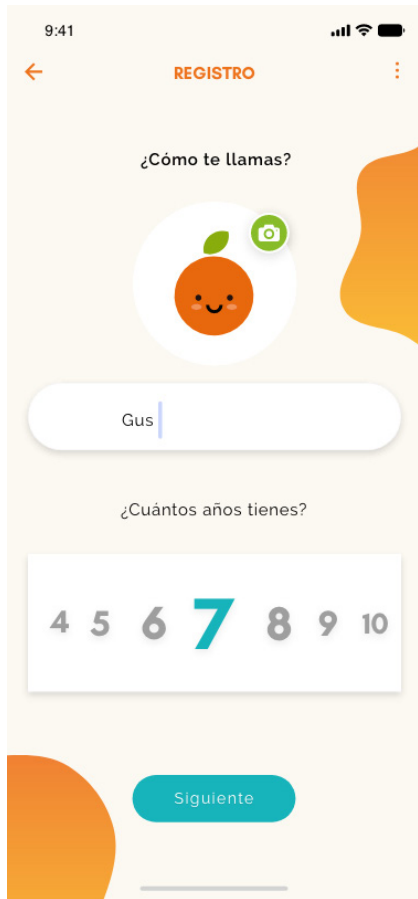 9:41
REGISTRO
¿Cómo te llamas?
Gus
¿Cuántos años tienes?
4 5 6 7 8 9 10
Siguiente